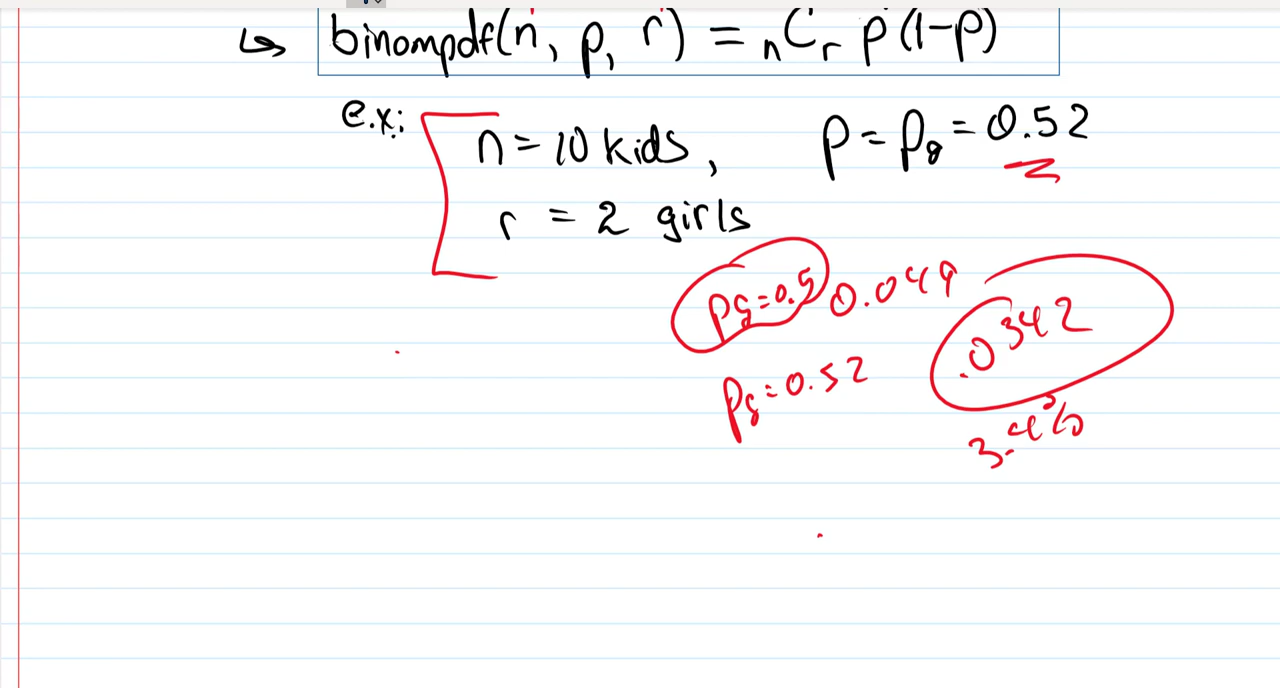 ↳ binompdf(n, p, r) = nCr p (1-p)
e.x:
n = 10 kids, p = pg = 0.52
r = 2 girls
pg = 0.5 0.044
pg = 0.52 .0342
3.4%